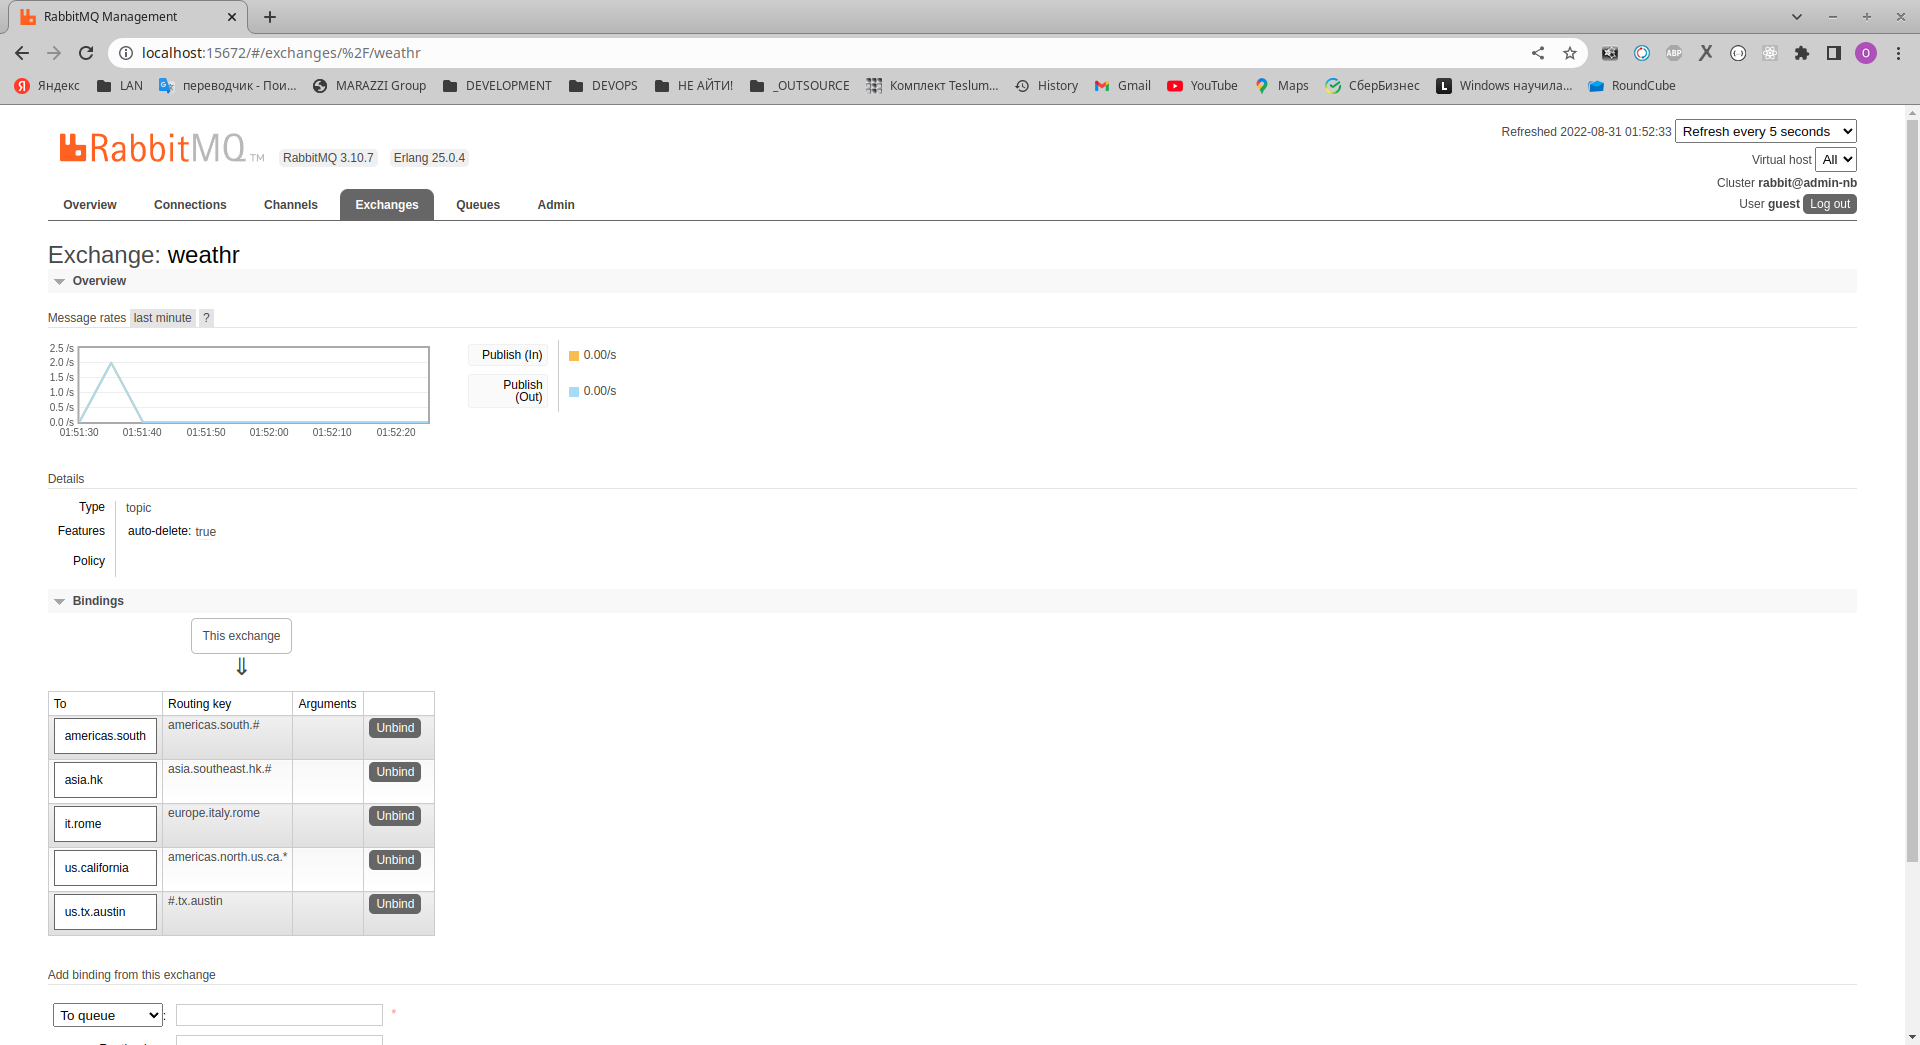 RabbitMQ Management
localhost:15672/#/exchanges/%2F/weathr
ABP
X
O
Я Яндекс LAN переводчик - Пои... MARAZZI Group DEVELOPMENT DEVOPS НЕ АЙТИ! _OUTSOURCE Комплект Teslum... History Gmail YouTube Maps СберБизнес L Windows научила... RoundCube
RabbitMQ TM RabbitMQ 3.10.7 Erlang 25.0.4
Refreshed 2022-08-31 01:52:33 Refresh every 5 seconds
Virtual host All
Cluster rabbit@admin-nb
User guest Log out
Overview Connections Channels Exchanges Queues Admin
Exchange: weathr
Overview
Message rates last minute ?
2.5 /s
2.0 /s
1.5 /s
1.0 /s
0.5 /s
0.0 /s
01:51:30 01:51:40 01:51:50 01:52:00 01:52:10 01:52:20
Publish (In) 0.00/s
Publish
(Out) 0.00/s
Details
Type topic
Features auto-delete: true
Policy
Bindings
This exchange
⇓
To Routing key Arguments
americas.south americas.south.# Unbind
asia.hk asia.southeast.hk.# Unbind
it.rome europe.italy.rome Unbind
us.california americas.north.us.ca.* Unbind
us.tx.austin #.tx.austin Unbind
Add binding from this exchange
To queue : *